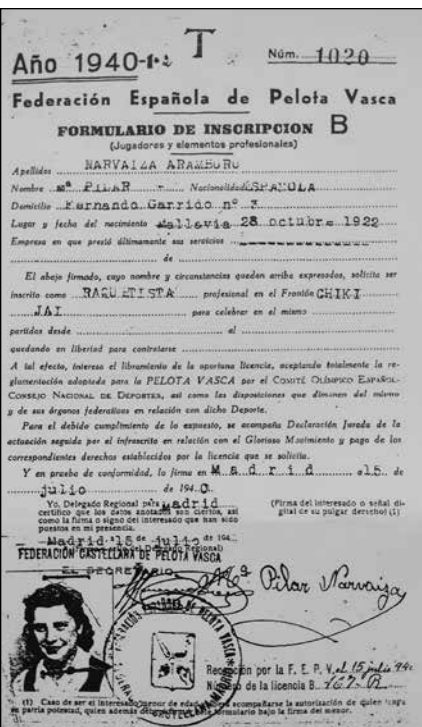 T
Año 1940-1-2 Núm. 1020
Federación Española de Pelota Vasca
FORMULARIO DE INSCRIPCION B
(Jugadores y elementos profesionales)
Apellidos NARVAIZA ARAMBURU
Nombre Mª PILAR - Nacionalidad ESPAÑOLA
Domicilio Fernando Garrido nº 3
Lugar y fecha del nacimiento Mallavia 28 octubre 1922
Empresa en que prestó últimamente sus servicios
de
El abajo firmado, cuyo nombre y circunstancias quedan arriba expresados, solicita ser
inscrito como RAQUETISTA profesional en el Frontón CHIKI
JAI para celebrar en el mismo
partidos desde al
quedando en libertad para contratarse
A tal efecto, interesa el libramiento de la oportuna licencia, aceptando totalmente la re-
glamentación adoptada para la PELOTA VASCA por el COMITÉ OLÍMPICO ESPAÑOL-
CONSEJO NACIONAL DE DEPORTES, así como las disposiciones que dimanen del mismo
y de sus órganos federativos en relación con dicho Deporte.
Para el debido cumplimiento de lo expuesto, se acompaña Declaración Jurada de la
actuación seguida por el infrascrito en relación con el Glorioso Movimiento y pago de los
correspondientes derechos establecidos por la licencia que se solicita.
Y en prueba de conformidad, lo firma en Madrid a 15 de
julio de 1940.
Yo, Delegado Regional para Madrid
certifico que los datos anotados son ciertos, así
como la firma o signo del interesado que han sido
puestos en mi presencia.
(Firma del interesado o señal di-
gital de su pulgar derecho) (1)
Madrid 15 de julio de 194
(Delegado Regional)
FEDERACIÓN CASTELLANA DE PELOTA VASCA
EL SECRETARIO
Mª Pilar Narvaiza
Recepción por la F. E. P. V. el 15 julio 940
Número de la licencia B. 167-R
(1) Caso de ser el interesado menor de edad acompañarse la autorización de quien tenga
patria potestad, quien además formulario bajo la firma del menor.